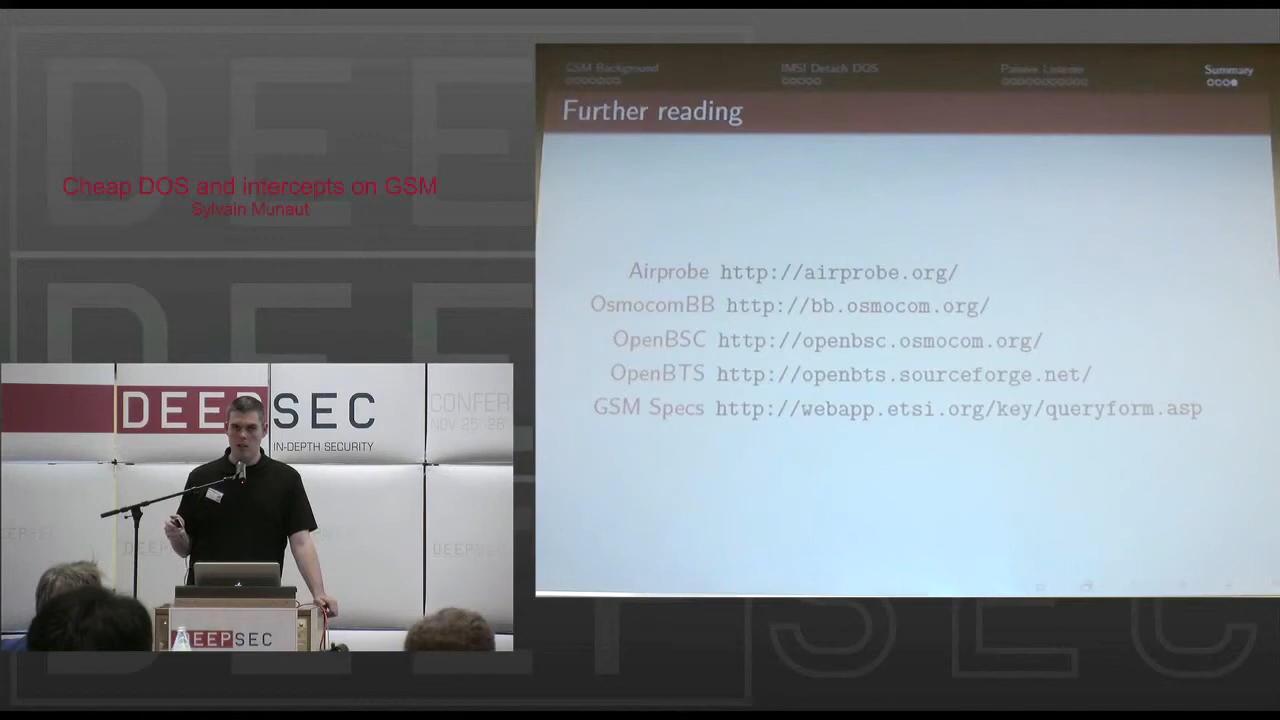 Cheap DOS and intercepts on GSM
Sylvain Munaut
GSM Background
IMSI Detach DOS
Passive Listener
Summary
Further reading
Airprobe http://airprobe.org/
OsmocomBB http://bb.osmocom.org/
OpenBSC http://openbsc.osmocom.org/
OpenBTS http://openbts.sourceforge.net/
GSM Specs http://webapp.etsi.org/key/queryform.asp
DEEPSEC
IN-DEPTH SECURITY
CONFER
NOV 23-26
DEEPSEC
DEEPSEC